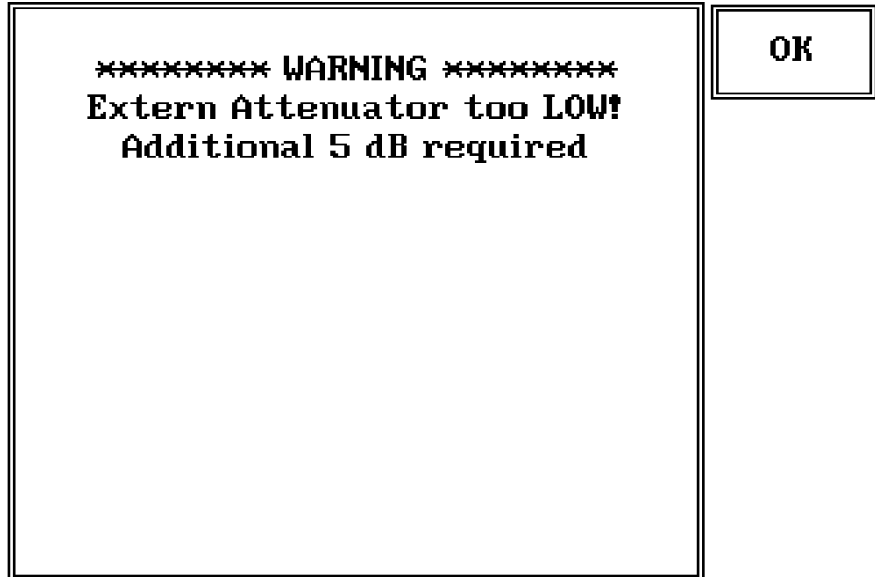 ******** WARNING ********
Extern Attenuator too LOW!
Additional 5 dB required
OK